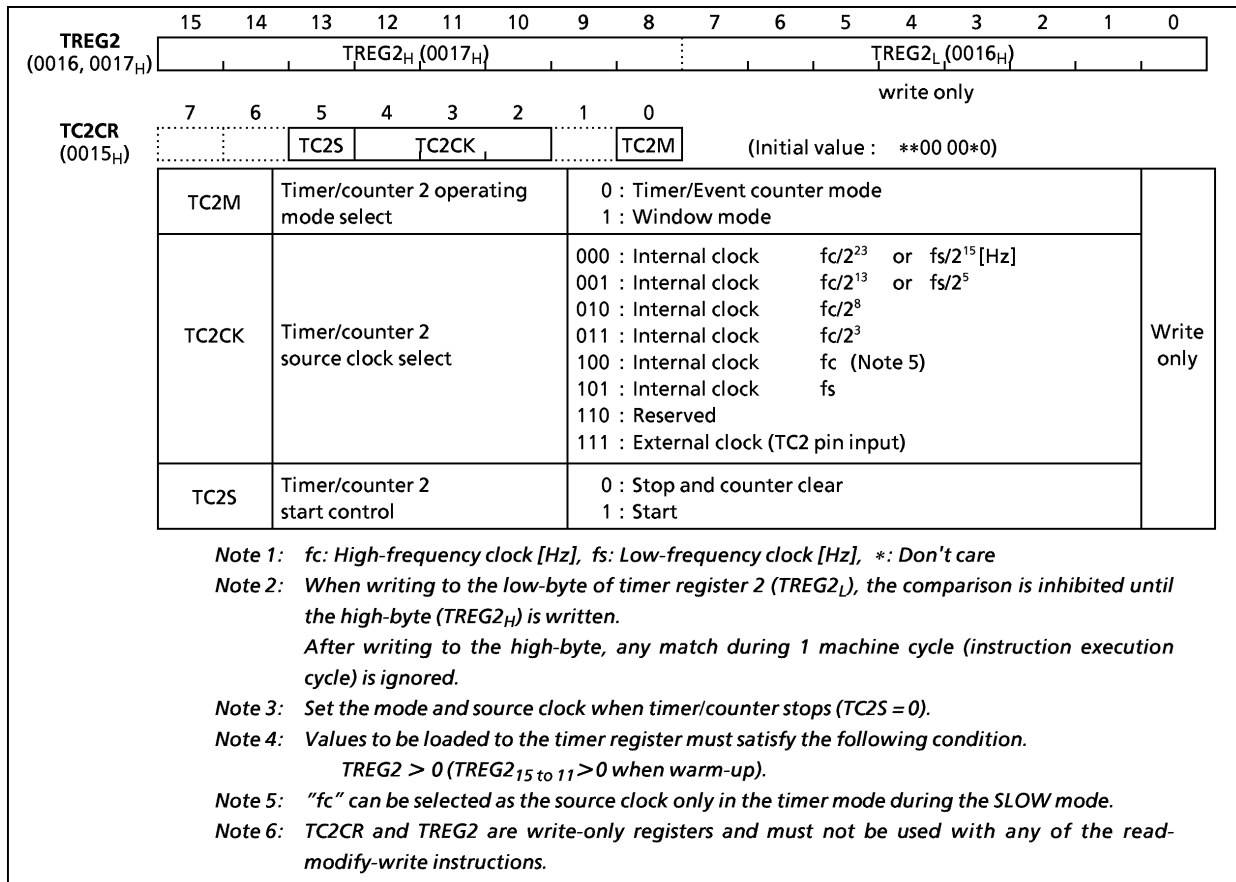 15 14 13 12 11 10 9 8 7 6 5 4 3 2 1 0
TREG2
(0016, 0017H)
TREG2H (0017H) TREG2L (0016H)
write only
7 6 5 4 3 2 1 0
TC2CR
(0015H)
TC2S TC2CK TC2M (Initial value : **00 00*0)
TC2M
Timer/counter 2 operating
mode select
0 : Timer/Event counter mode
1 : Window mode
TC2CK
Timer/counter 2
source clock select
000 : Internal clock fc/2²³ or fs/2¹⁵ [Hz]
001 : Internal clock fc/2¹³ or fs/2⁵
010 : Internal clock fc/2⁸
011 : Internal clock fc/2³
100 : Internal clock fc (Note 5)
101 : Internal clock fs
110 : Reserved
111 : External clock (TC2 pin input)
TC2S
Timer/counter 2
start control
0 : Stop and counter clear
1 : Start
Write
only
Note 1: fc: High-frequency clock [Hz], fs: Low-frequency clock [Hz], *: Don't care
Note 2: When writing to the low-byte of timer register 2 (TREG2L), the comparison is inhibited until
the high-byte (TREG2H) is written.
After writing to the high-byte, any match during 1 machine cycle (instruction execution
cycle) is ignored.
Note 3: Set the mode and source clock when timer/counter stops (TC2S = 0).
Note 4: Values to be loaded to the timer register must satisfy the following condition.
TREG2 > 0 (TREG215 to 11>0 when warm-up).
Note 5: "fc" can be selected as the source clock only in the timer mode during the SLOW mode.
Note 6: TC2CR and TREG2 are write-only registers and must not be used with any of the read-
modify-write instructions.